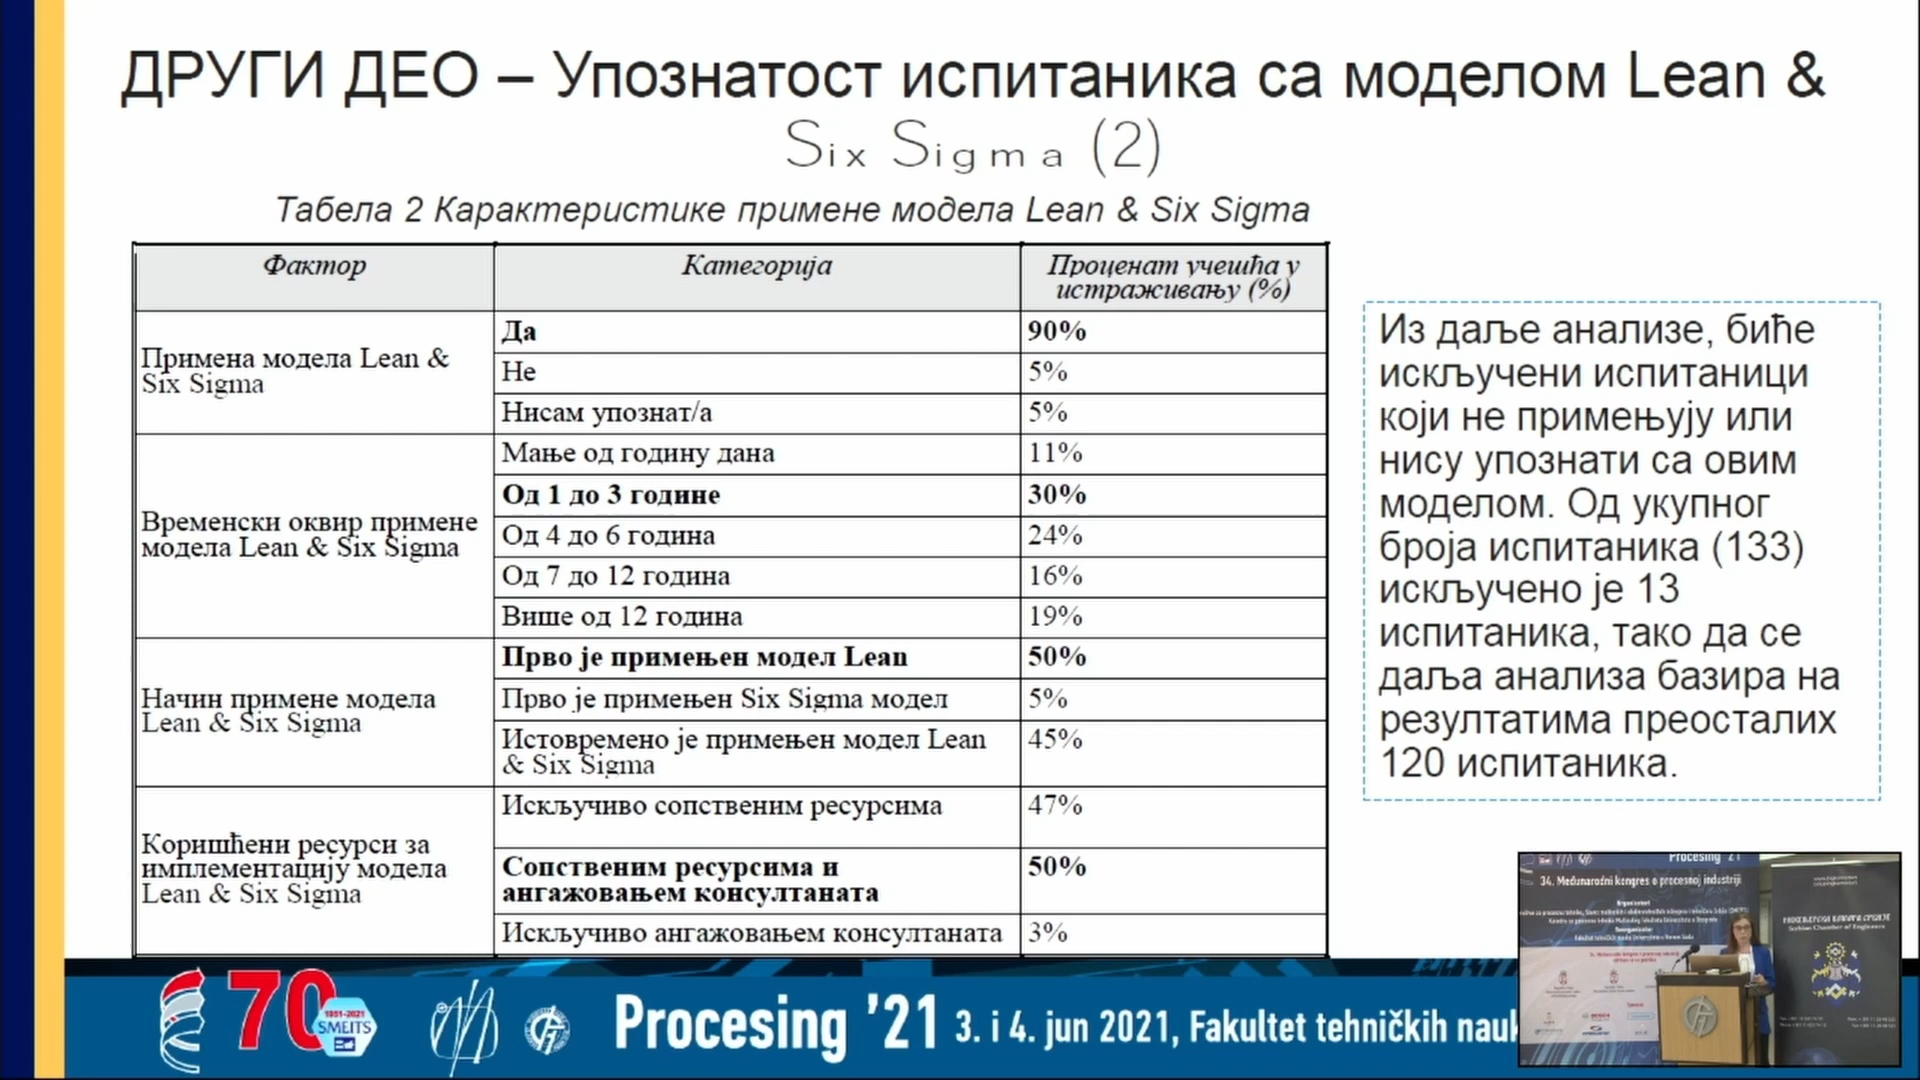 ДРУГИ ДЕО – Упознатост испитаника са моделом Lean &
Six Sigma (2)
Табела 2 Карактеристике примене модела Lean & Six Sigma
Фактор
Категорија
Проценат учешћа у
истраживању (%)
Примена модела Lean &
Six Sigma
Да
90%
Не
5%
Нисам упознат/а
5%
Временски оквир примене
модела Lean & Six Sigma
Мање од годину дана
11%
Од 1 до 3 године
30%
Од 4 до 6 година
24%
Од 7 до 12 година
16%
Више од 12 година
19%
Начин примене модела
Lean & Six Sigma
Прво је примењен модел Lean
50%
Прво је примењен Six Sigma модел
5%
Истовремено је примењен модел Lean
& Six Sigma
45%
Коришћени ресурси за
имплементацију модела
Lean & Six Sigma
Искључиво сопственим ресурсима
47%
Сопственим ресурсима и
ангажовањем консултаната
50%
Искључиво ангажовањем консултаната
3%
Из даље анализе, биће
искључени испитаници
који не примењују или
нису упознати са овим
моделом. Од укупног
броја испитаника (133)
искључено је 13
испитаника, тако да се
даља анализа базира на
резултатима преосталих
120 испитаника.
70
1951-2021
SMEITS
Procesing ’21
3. i 4. jun 2021, Fakultet tehničkih nauk
Procesing '21
34. Međunarodni kongres o procesnoj industriji
Serbian Chamber of Engineers